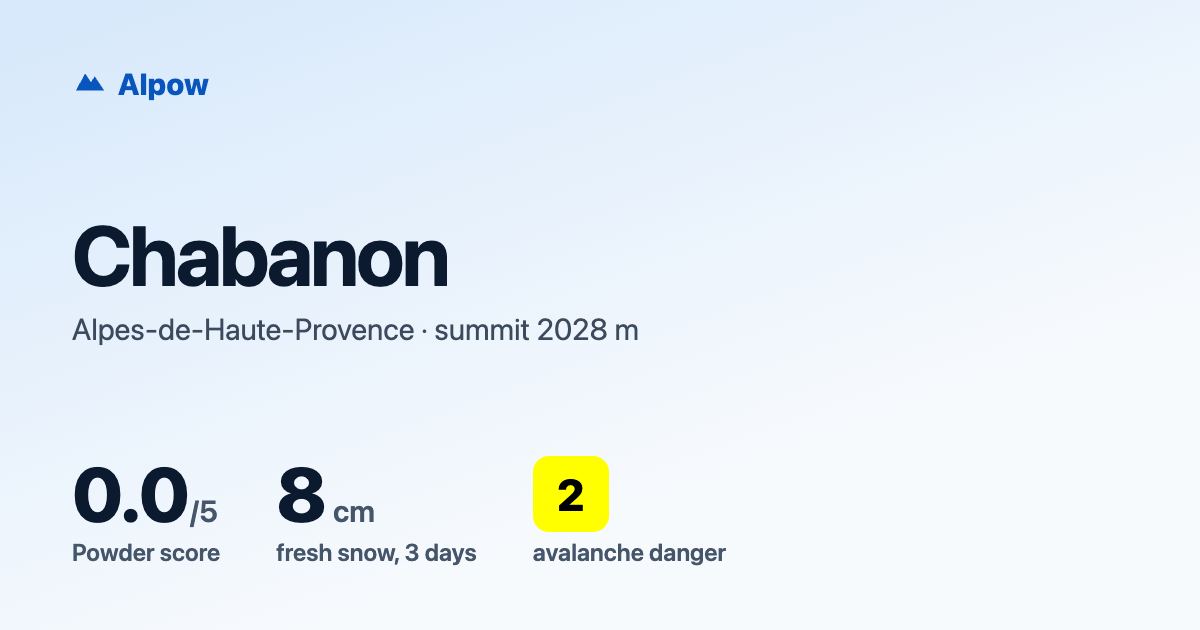 Alpow
Chabanon
Alpes-de-Haute-Provence · summit 2028 m
0.0/5
Powder score
8 cm
fresh snow, 3 days
2
avalanche danger